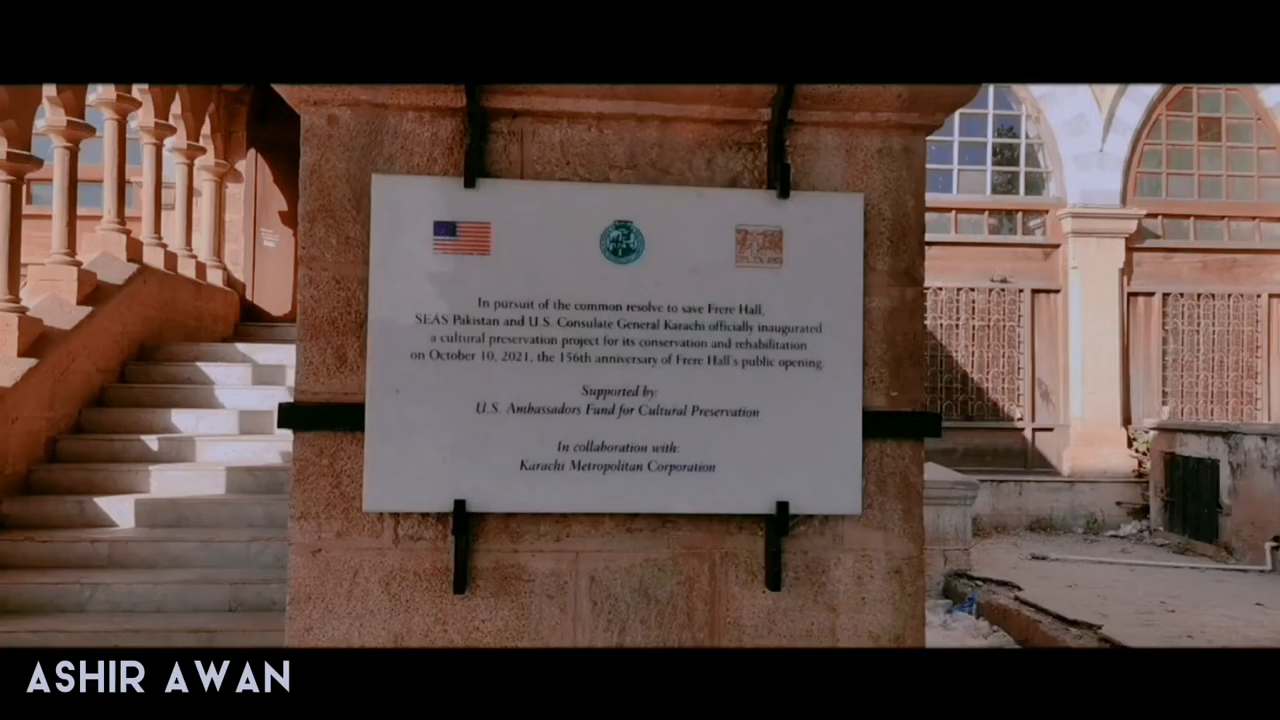 In pursuit of the common resolve to save Frere Hall,
SEAS Pakistan and U.S. Consulate General Karachi officially inaugurated
a cultural preservation project for its conservation and rehabilitation
on October 10, 2021, the 156th anniversary of Frere Hall's public opening.
Supported by:
U.S. Ambassadors Fund for Cultural Preservation
In collaboration with:
Karachi Metropolitan Corporation
ASHIR AWAN